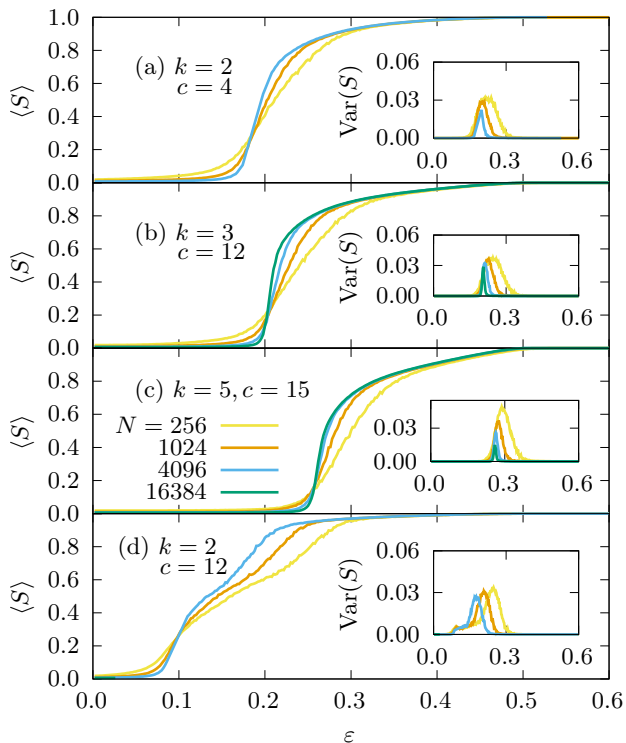 1.0
0.8
0.6
0.4
0.2
0.0
⟨S⟩
(a) k = 2
c = 4
Var(S)
0.06
0.03
0.00
0.0 0.3 0.6
0.8
0.6
0.4
0.2
0.0
⟨S⟩
(b) k = 3
c = 12
Var(S)
0.06
0.03
0.00
0.0 0.3 0.6
0.8
0.6
0.4
0.2
0.0
⟨S⟩
(c) k = 5, c = 15
N = 256
1024
4096
16384
Var(S)
0.03
0.00
0.0 0.3 0.6
0.8
0.6
0.4
0.2
0.0
⟨S⟩
(d) k = 2
c = 12
Var(S)
0.06
0.03
0.00
0.0 0.3 0.6
0.0 0.1 0.2 0.3 0.4 0.5 0.6
ε